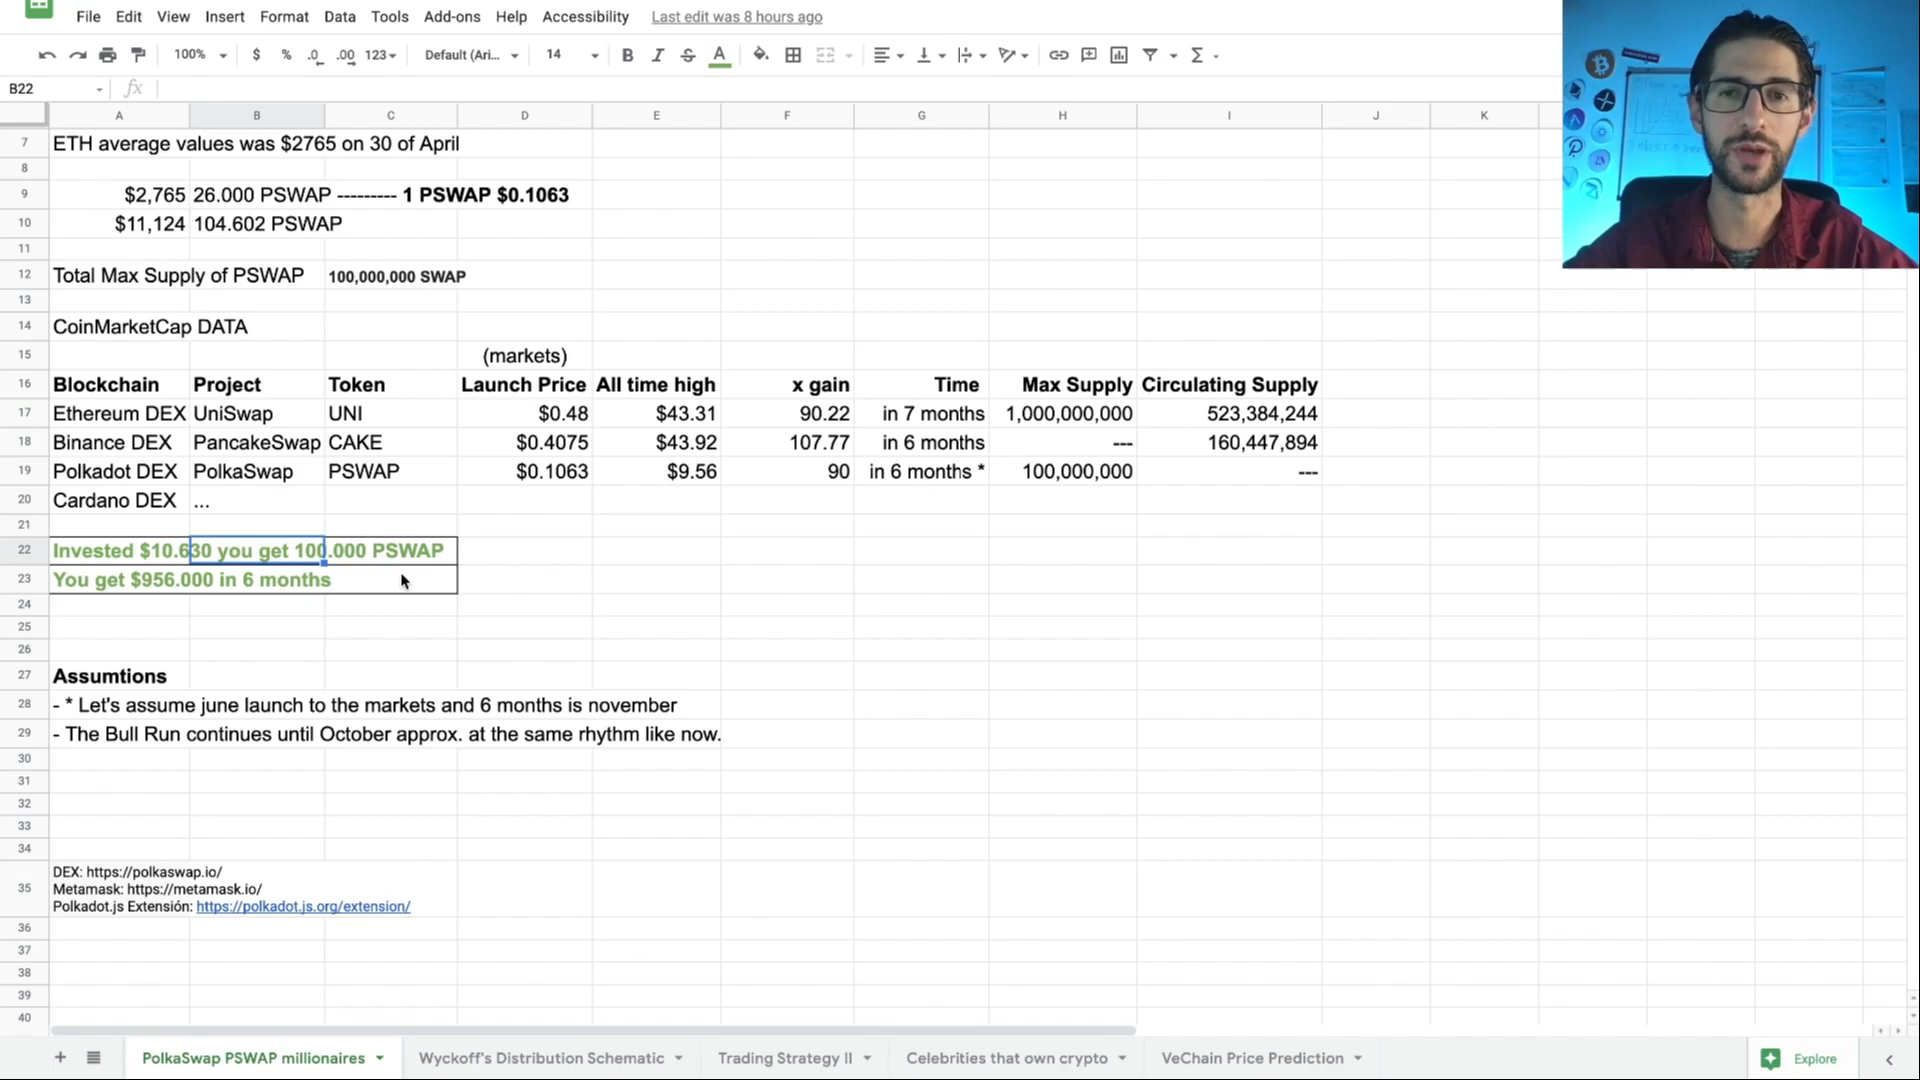 File Edit View Insert Format Data Tools Add-ons Help Accessibility Last edit was 8 hours ago
100% $ % .0 .00 123 Default (Ari... 14 B I S A
B22 fx
A B C D E F G H I J K
7 ETH average values was $2765 on 30 of April
8
9 $2,765 26.000 PSWAP --------- 1 PSWAP $0.1063
10 $11,124 104.602 PSWAP
11
12 Total Max Supply of PSWAP 100,000,000 SWAP
13
14 CoinMarketCap DATA
15 (markets)
16 Blockchain Project Token Launch Price All time high x gain Time Max Supply Circulating Supply
17 Ethereum DEX UniSwap UNI $0.48 $43.31 90.22 in 7 months 1,000,000,000 523,384,244
18 Binance DEX PancakeSwap CAKE $0.4075 $43.92 107.77 in 6 months --- 160,447,894
19 Polkadot DEX PolkaSwap PSWAP $0.1063 $9.56 90 in 6 months * 100,000,000 ---
20 Cardano DEX ...
21
22 Invested $10.630 you get 100.000 PSWAP
23 You get $956.000 in 6 months
24
25
26
27 Assumtions
28 - * Let's assume june launch to the markets and 6 months is november
29 - The Bull Run continues until October approx. at the same rhythm like now.
30
31
32
33
34
DEX: https://polkaswap.io/
35 Metamask: https://metamask.io/
Polkadot.js Extensión: https://polkadot.js.org/extension/
36
37
38
39
40
PolkaSwap PSWAP millionaires Wyckoff's Distribution Schematic Trading Strategy II Celebrities that own crypto VeChain Price Prediction Explore